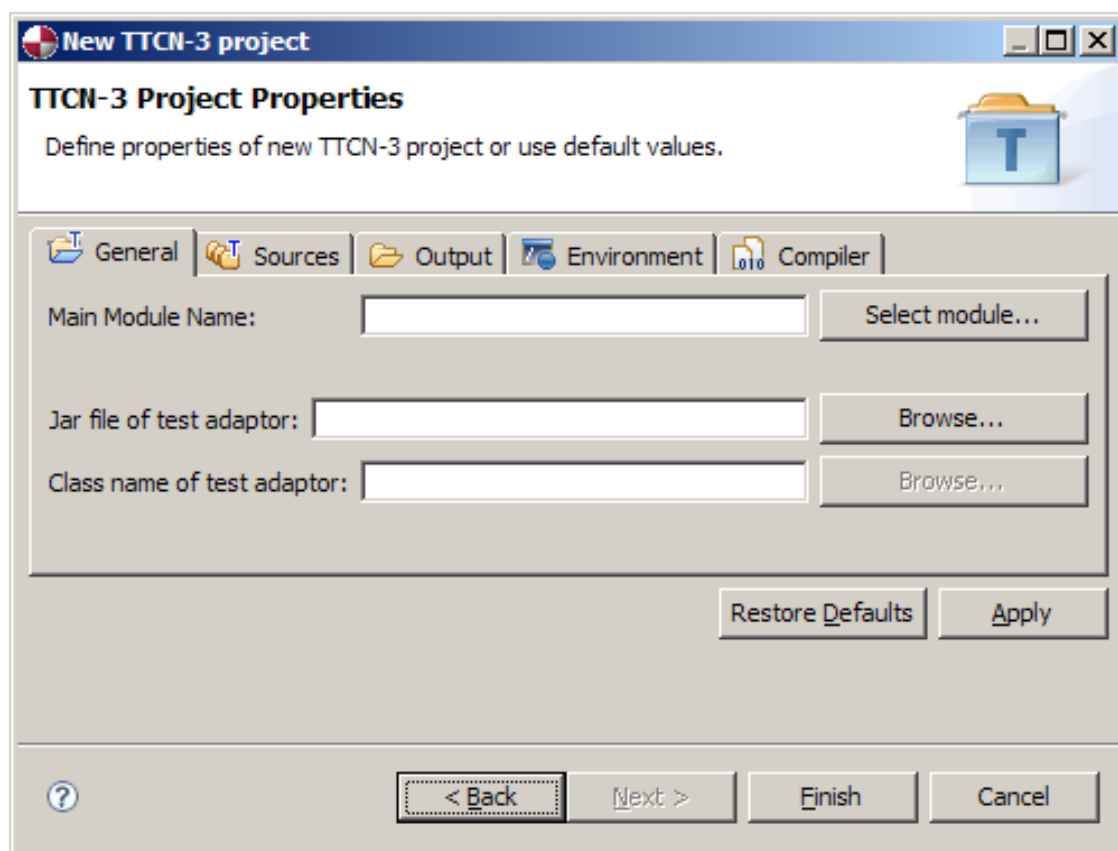 New TTCN-3 project
TTCN-3 Project Properties
Define properties of new TTCN-3 project or use default values.
T
General Sources Output Environment Compiler
Main Module Name: Select module...
Jar file of test adaptor: Browse...
Class name of test adaptor: Browse...
Restore Defaults Apply
? < Back Next > Finish Cancel